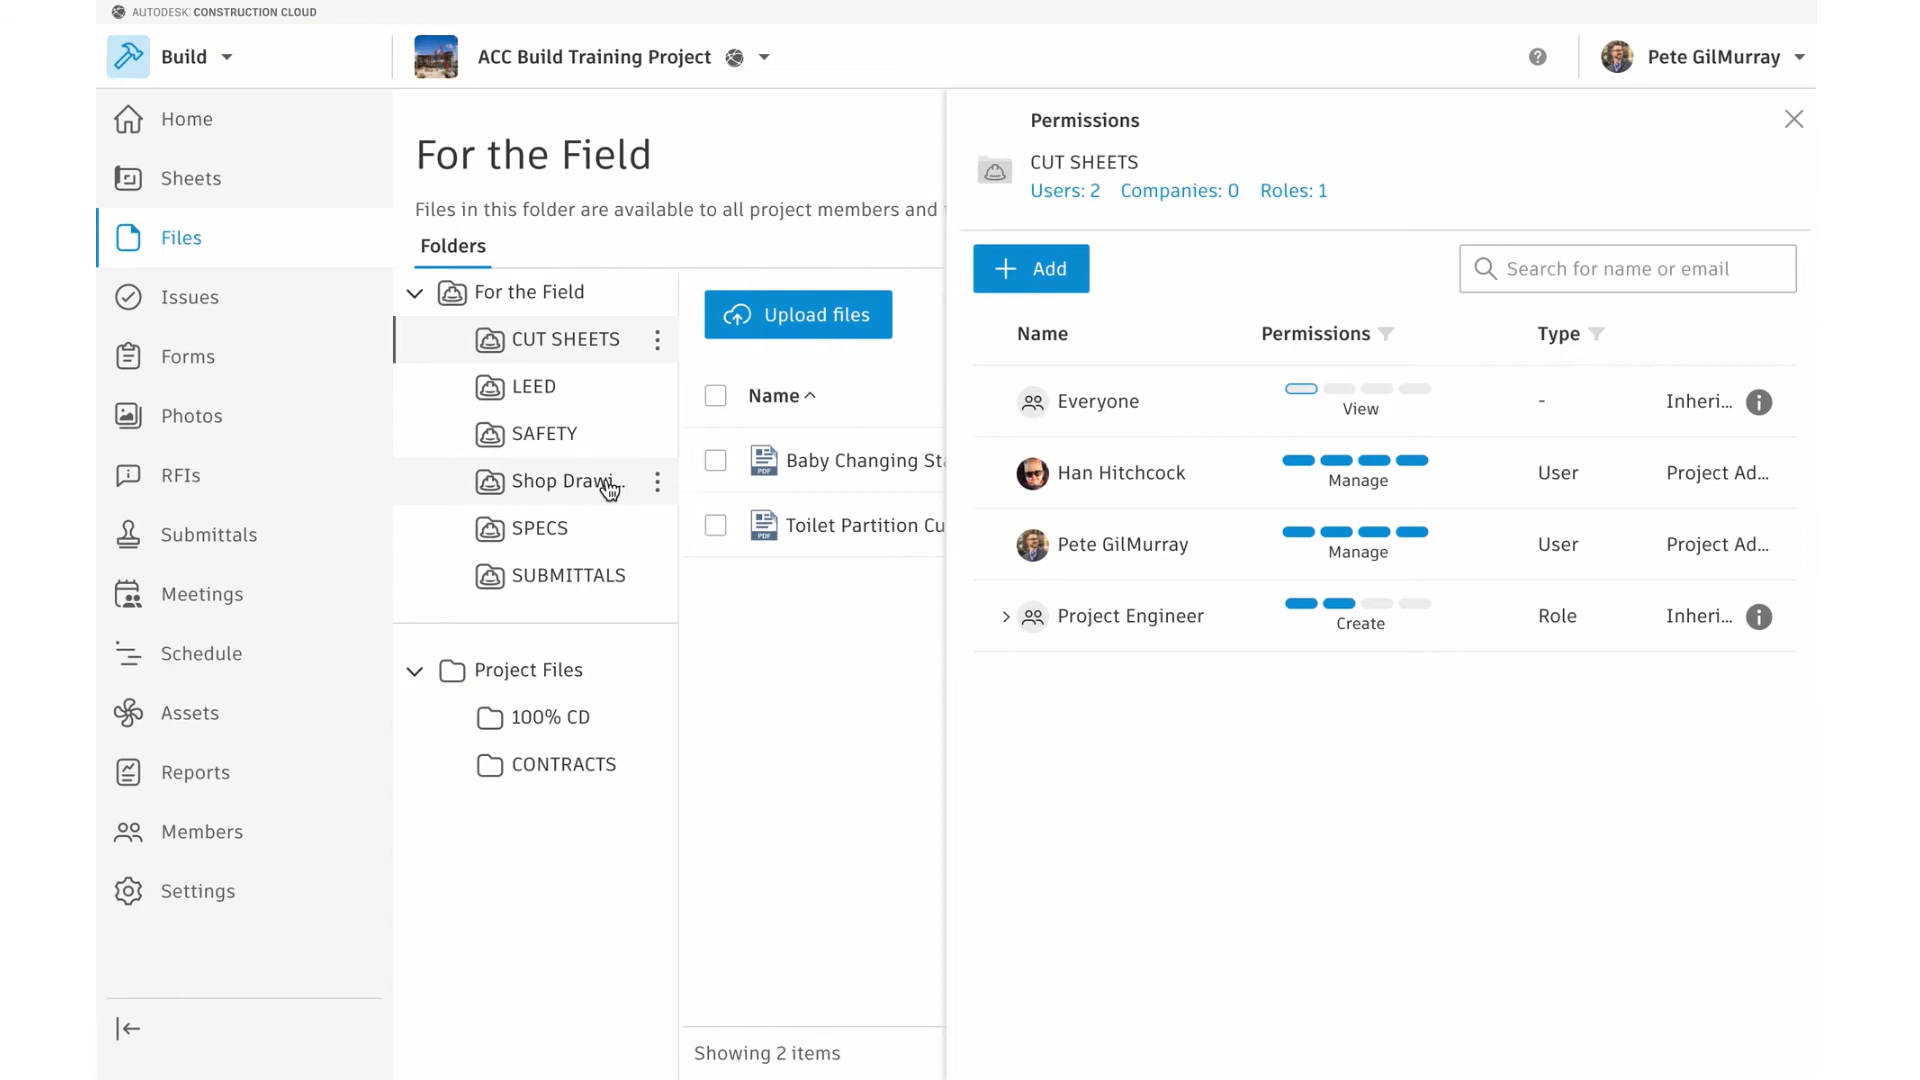 AUTODESK® CONSTRUCTION CLOUD
Build
ACC Build Training Project
Pete GilMurray
Home
Sheets
Files
Issues
Forms
Photos
RFIs
Submittals
Meetings
Schedule
Assets
Reports
Members
Settings
For the Field
Files in this folder are available to all project members and
Folders
For the Field
CUT SHEETS
LEED
SAFETY
Shop Drawi...
SPECS
SUBMITTALS
Project Files
100% CD
CONTRACTS
Upload files
Name
PDF Baby Changing Sta
PDF Toilet Partition Cu
Showing 2 items
Permissions
CUT SHEETS
Users: 2 Companies: 0 Roles: 1
+ Add
Search for name or email
Name Permissions Type
Everyone View - Inheri...
Han Hitchcock Manage User Project Ad...
Pete GilMurray Manage User Project Ad...
Project Engineer Create Role Inheri...